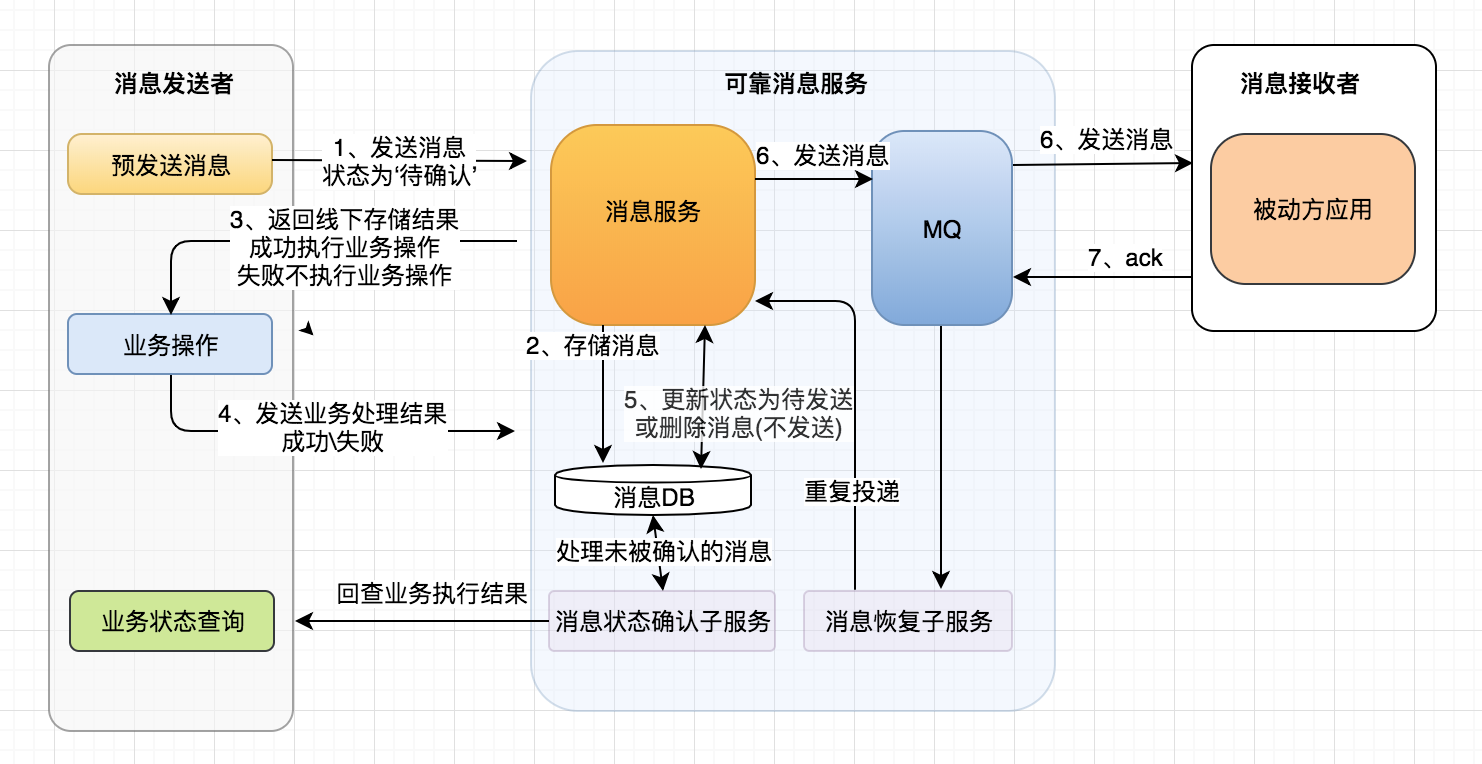 消息发送者
预发送消息
1、发送消息
状态为‘待确认’
3、返回线下存储结果
成功执行业务操作
失败不执行业务操作
业务操作
4、发送业务处理结果
成功\失败
业务状态查询
回查业务执行结果
可靠消息服务
消息服务
6、发送消息
MQ
2、存储消息
5、更新状态为待发送
或删除消息(不发送)
消息DB
处理未被确认的消息
消息状态确认子服务
重复投递
消息恢复子服务
6、发送消息
7、ack
消息接收者
被动方应用